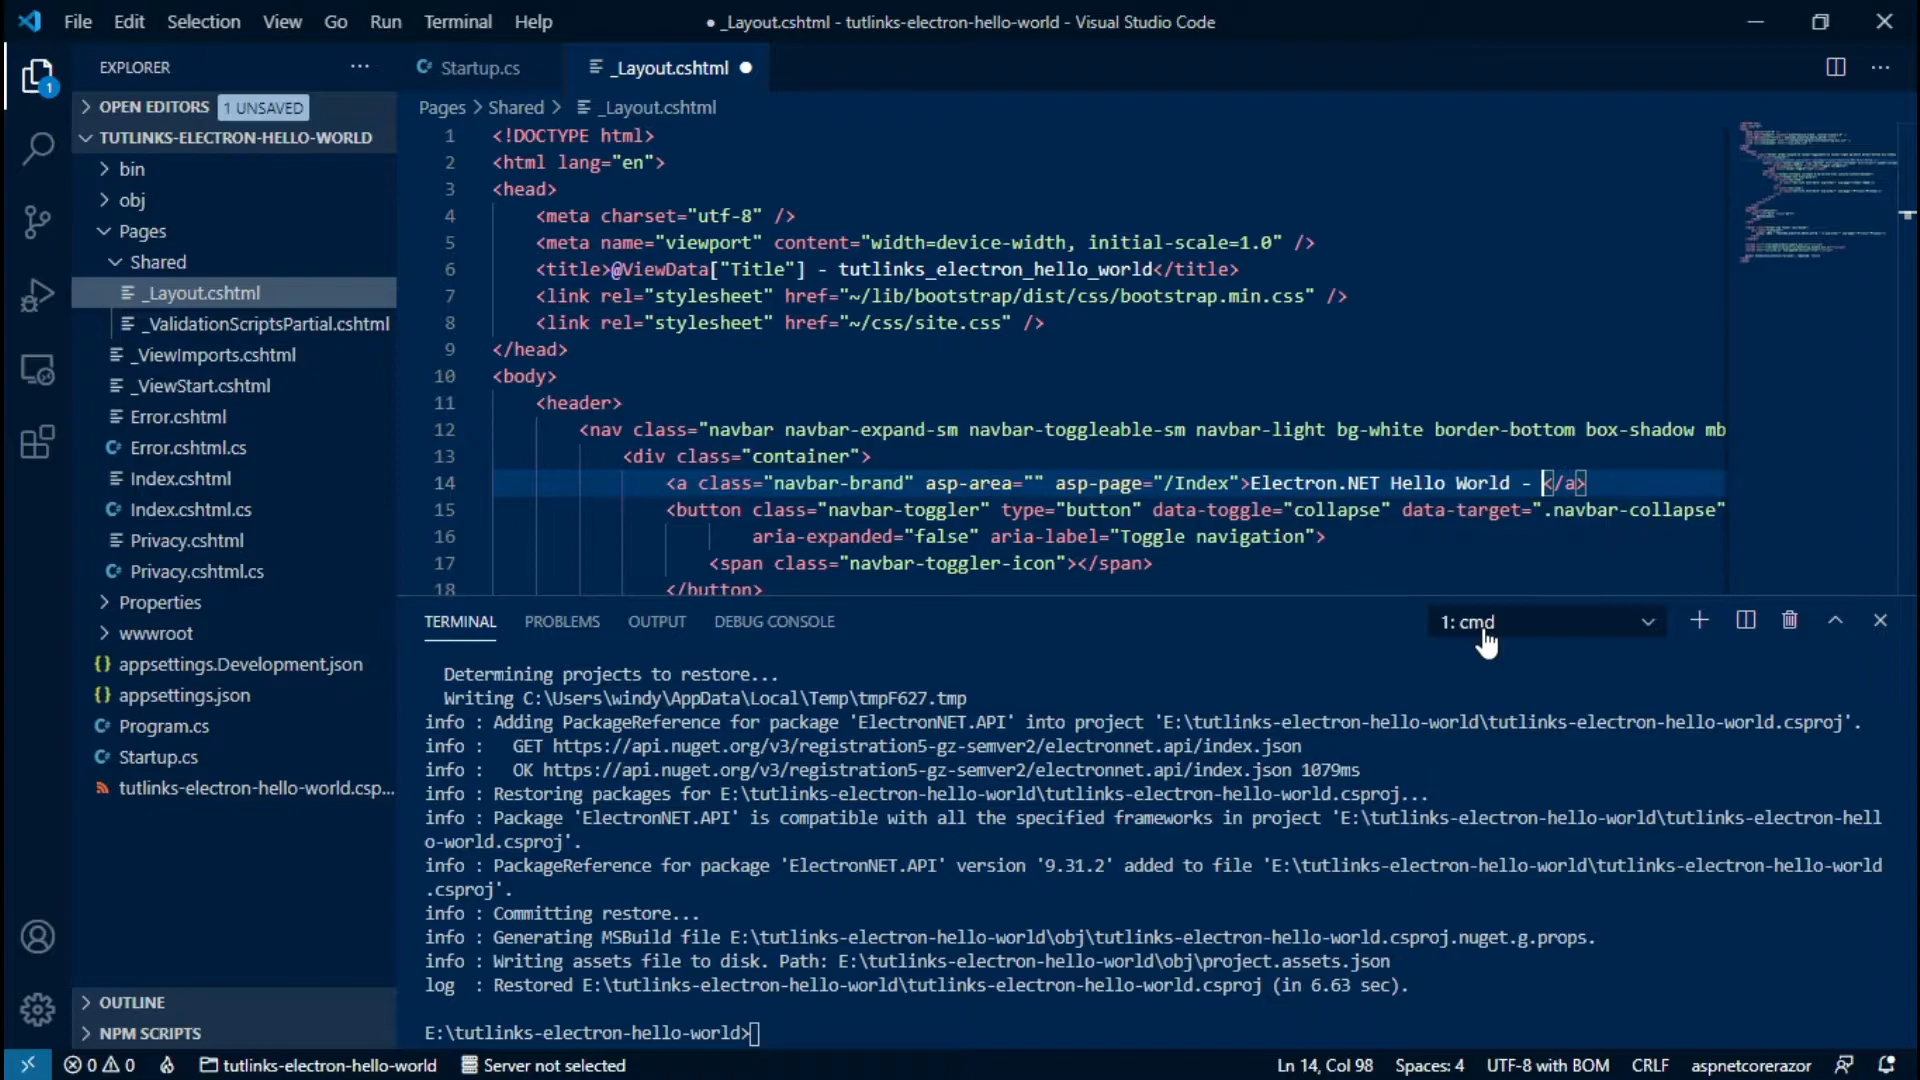 File Edit Selection View Go Run Terminal Help
● _Layout.cshtml - tutlinks-electron-hello-world - Visual Studio Code
1
EXPLORER
OPEN EDITORS 1 UNSAVED
TUTLINKS-ELECTRON-HELLO-WORLD
bin
obj
Pages
Shared
_Layout.cshtml
_ValidationScriptsPartial.cshtml
_ViewImports.cshtml
_ViewStart.cshtml
Error.cshtml
Error.cshtml.cs
Index.cshtml
Index.cshtml.cs
Privacy.cshtml
Privacy.cshtml.cs
Properties
wwwroot
appsettings.Development.json
appsettings.json
Program.cs
Startup.cs
tutlinks-electron-hello-world.csp...
OUTLINE
NPM SCRIPTS
Startup.cs
_Layout.cshtml
Pages > Shared > _Layout.cshtml
1 <!DOCTYPE html>
2 <html lang="en">
3 <head>
4 <meta charset="utf-8" />
5 <meta name="viewport" content="width=device-width, initial-scale=1.0" />
6 <title>@ViewData["Title"] - tutlinks_electron_hello_world</title>
7 <link rel="stylesheet" href="~/lib/bootstrap/dist/css/bootstrap.min.css" />
8 <link rel="stylesheet" href="~/css/site.css" />
9 </head>
10 <body>
11 <header>
12 <nav class="navbar navbar-expand-sm navbar-toggleable-sm navbar-light bg-white border-bottom box-shadow mb
13 <div class="container">
14 <a class="navbar-brand" asp-area="" asp-page="/Index">Electron.NET Hello World - </a>
15 <button class="navbar-toggler" type="button" data-toggle="collapse" data-target=".navbar-collapse"
16 aria-expanded="false" aria-label="Toggle navigation">
17 <span class="navbar-toggler-icon"></span>
18 </button>
TERMINAL PROBLEMS OUTPUT DEBUG CONSOLE
1: cmd
Determining projects to restore...
Writing C:\Users\windy\AppData\Local\Temp\tmpF627.tmp
info : Adding PackageReference for package 'ElectronNET.API' into project 'E:\tutlinks-electron-hello-world\tutlinks-electron-hello-world.csproj'.
info :   GET https://api.nuget.org/v3/registration5-gz-semver2/electronnet.api/index.json
info :   OK https://api.nuget.org/v3/registration5-gz-semver2/electronnet.api/index.json 1079ms
info : Restoring packages for E:\tutlinks-electron-hello-world\tutlinks-electron-hello-world.csproj...
info : Package 'ElectronNET.API' is compatible with all the specified frameworks in project 'E:\tutlinks-electron-hello-world\tutlinks-electron-hell
o-world.csproj'.
info : PackageReference for package 'ElectronNET.API' version '9.31.2' added to file 'E:\tutlinks-electron-hello-world\tutlinks-electron-hello-world
.csproj'.
info : Committing restore...
info : Generating MSBuild file E:\tutlinks-electron-hello-world\obj\tutlinks-electron-hello-world.csproj.nuget.g.props.
info : Writing assets file to disk. Path: E:\tutlinks-electron-hello-world\obj\project.assets.json
log  : Restored E:\tutlinks-electron-hello-world\tutlinks-electron-hello-world.csproj (in 6.63 sec).
E:\tutlinks-electron-hello-world>
0 0 tutlinks-electron-hello-world Server not selected
Ln 14, Col 98 Spaces: 4 UTF-8 with BOM CRLF aspnetcorerazor